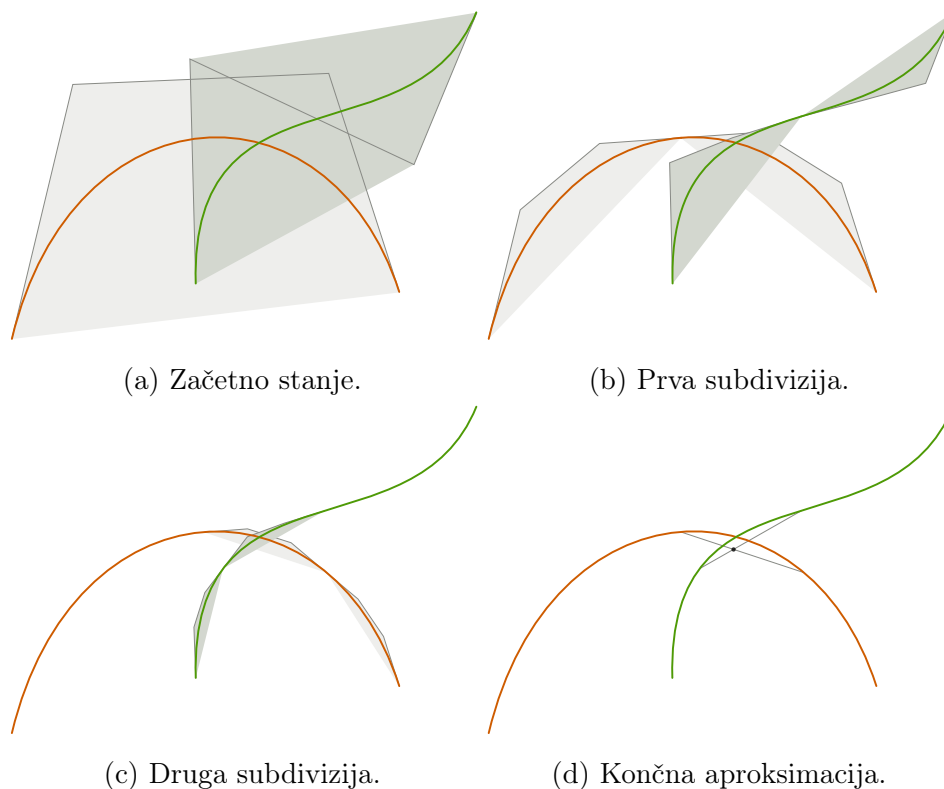 (a) Začetno stanje.
(b) Prva subdivizija.
(c) Druga subdivizija.
(d) Končna aproksimacija.